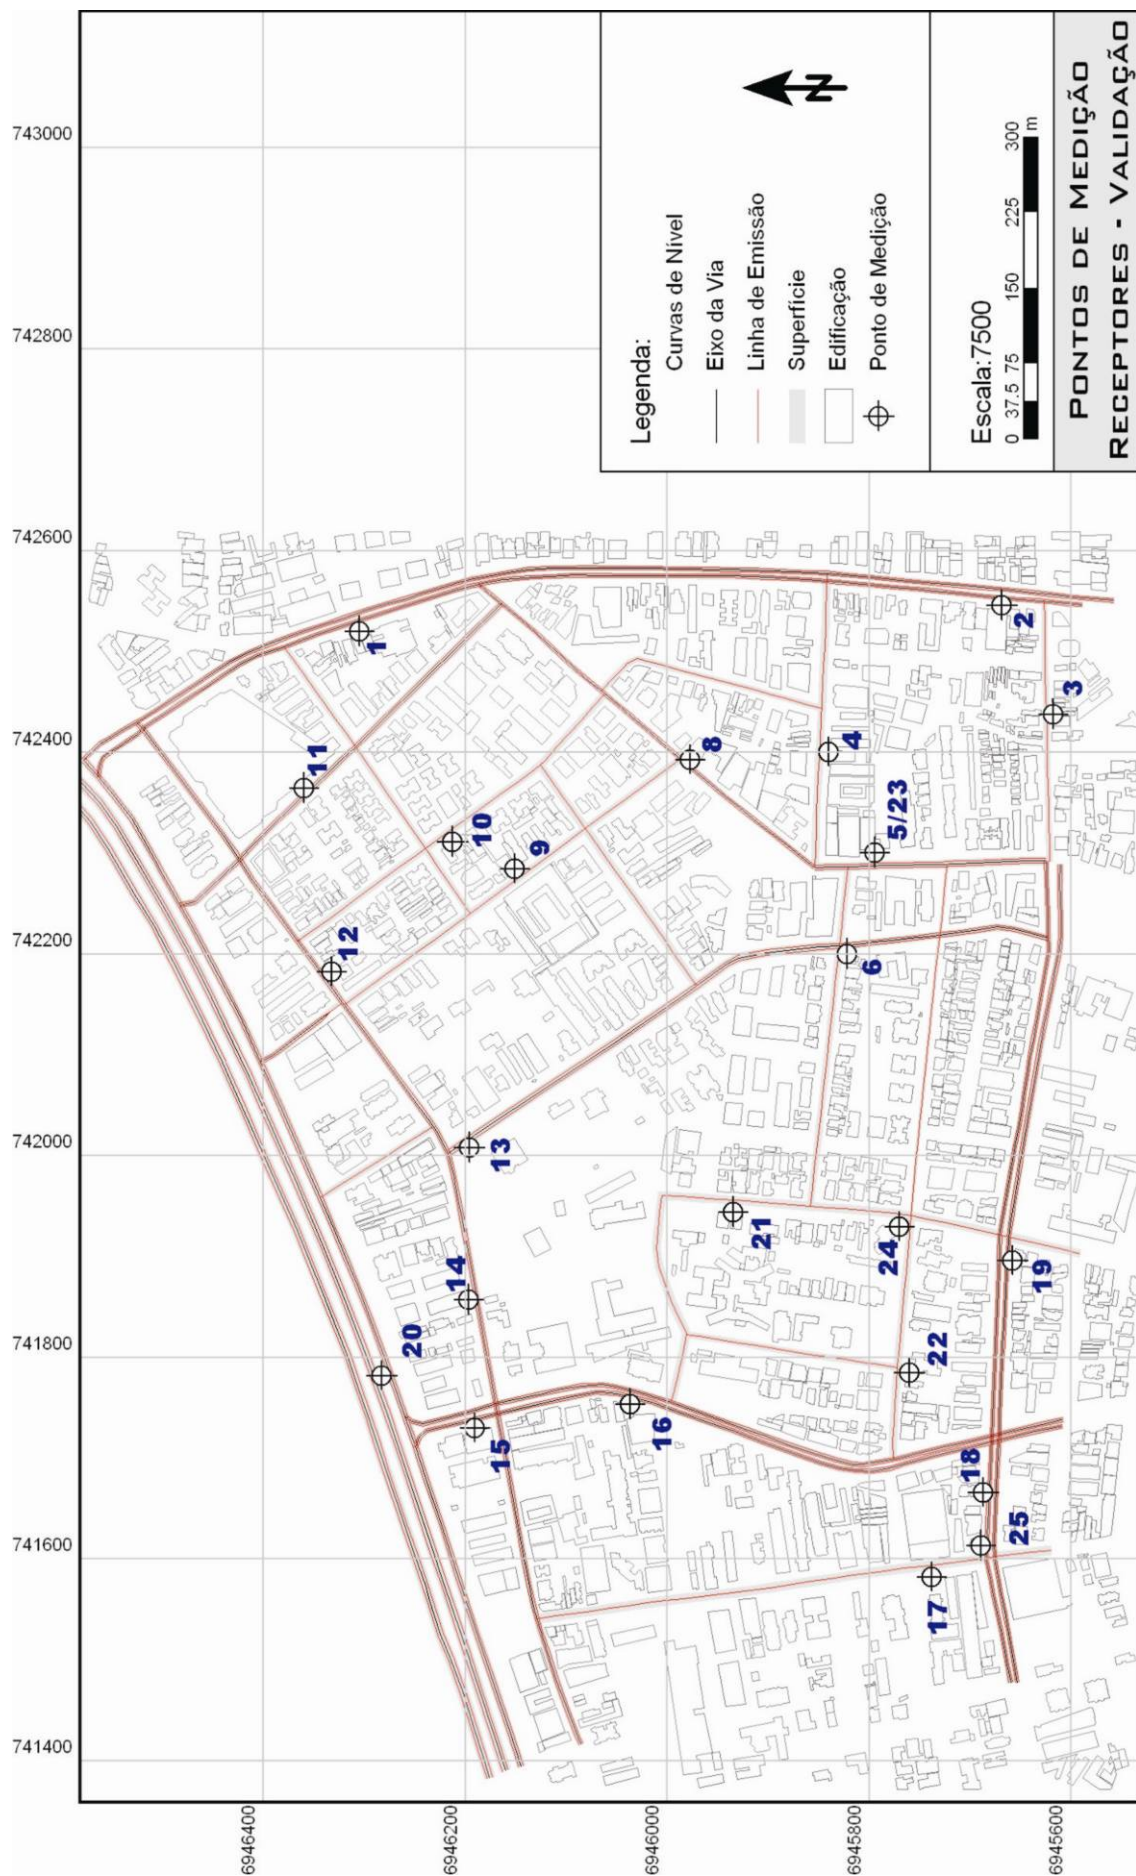 743000
742800
742600
742400
742200
742000
741800
741600
741400
6946400
6946200
6946000
6945800
6945600
1
2
3
4
5/23
6
8
9
10
11
12
13
14
15
16
17
18
19
20
21
22
24
25
Legenda:
Curvas de Nível
Eixo da Via
Linha de Emissão
Superfície
Edificação
Ponto de Medição
N
Escala:7500
0 37.5 75 150 225 300
m
PONTOS DE MEDIÇÃO
RECEPTORES - VALIDAÇÃO